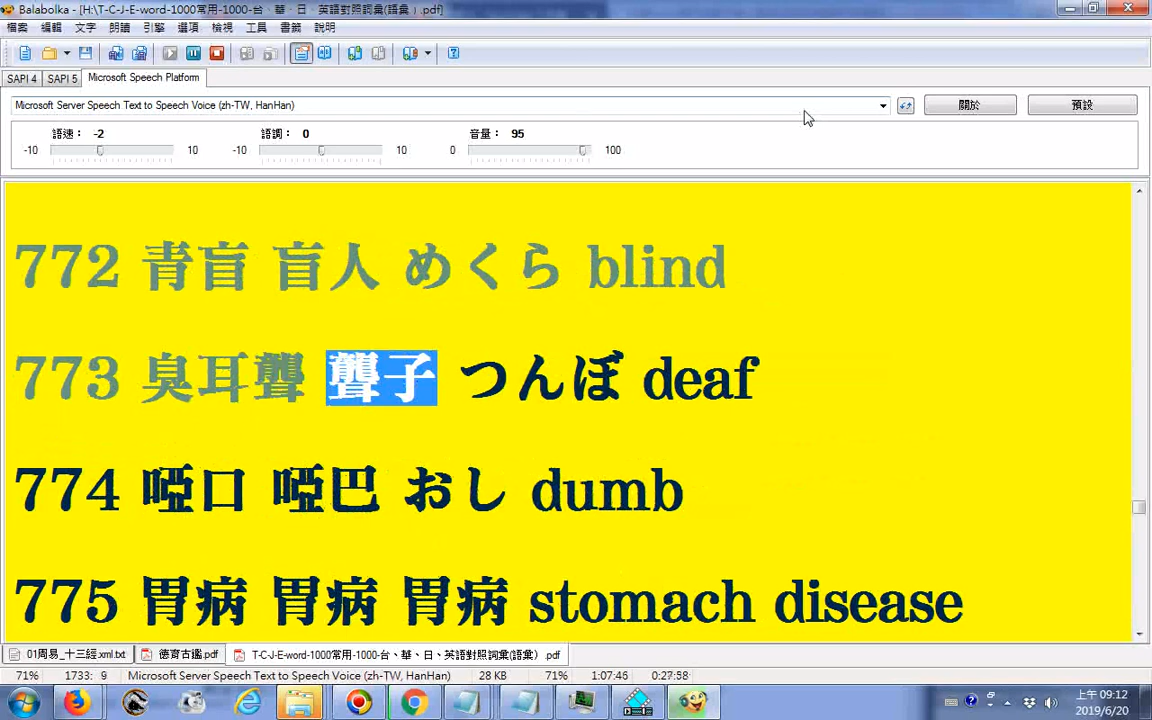 Balabolka - [H:\T-C-J-E-word-1000常用-1000-台、華、日、英語對照詞彙(語彙).pdf]
檔案 編輯 文字 朗讀 引擎 選項 檢視 工具 書籤 說明
SAPI 4 SAPI 5 Microsoft Speech Platform
Microsoft Server Speech Text to Speech Voice (zh-TW, HanHan) 關於 預設
語速： -2 語調： 0 音量： 95
-10 10 -10 10 0 100
772 青盲 盲人 めくら blind
773 臭耳聾 聾子 つんぼ deaf
774 啞口 啞巴 おし dumb
775 胃病 胃病 胃病 stomach disease
01周易_十三經.xml.txt 德育古鑑.pdf T-C-J-E-word-1000常用-1000-台、華、日、英語對照詞彙(語彙）.pdf
71% 1733: 9 Microsoft Server Speech Text to Speech Voice (zh-TW, HanHan) 28 KB 71% 1:07:46 0:27:58
上午 09:12
2019/6/20